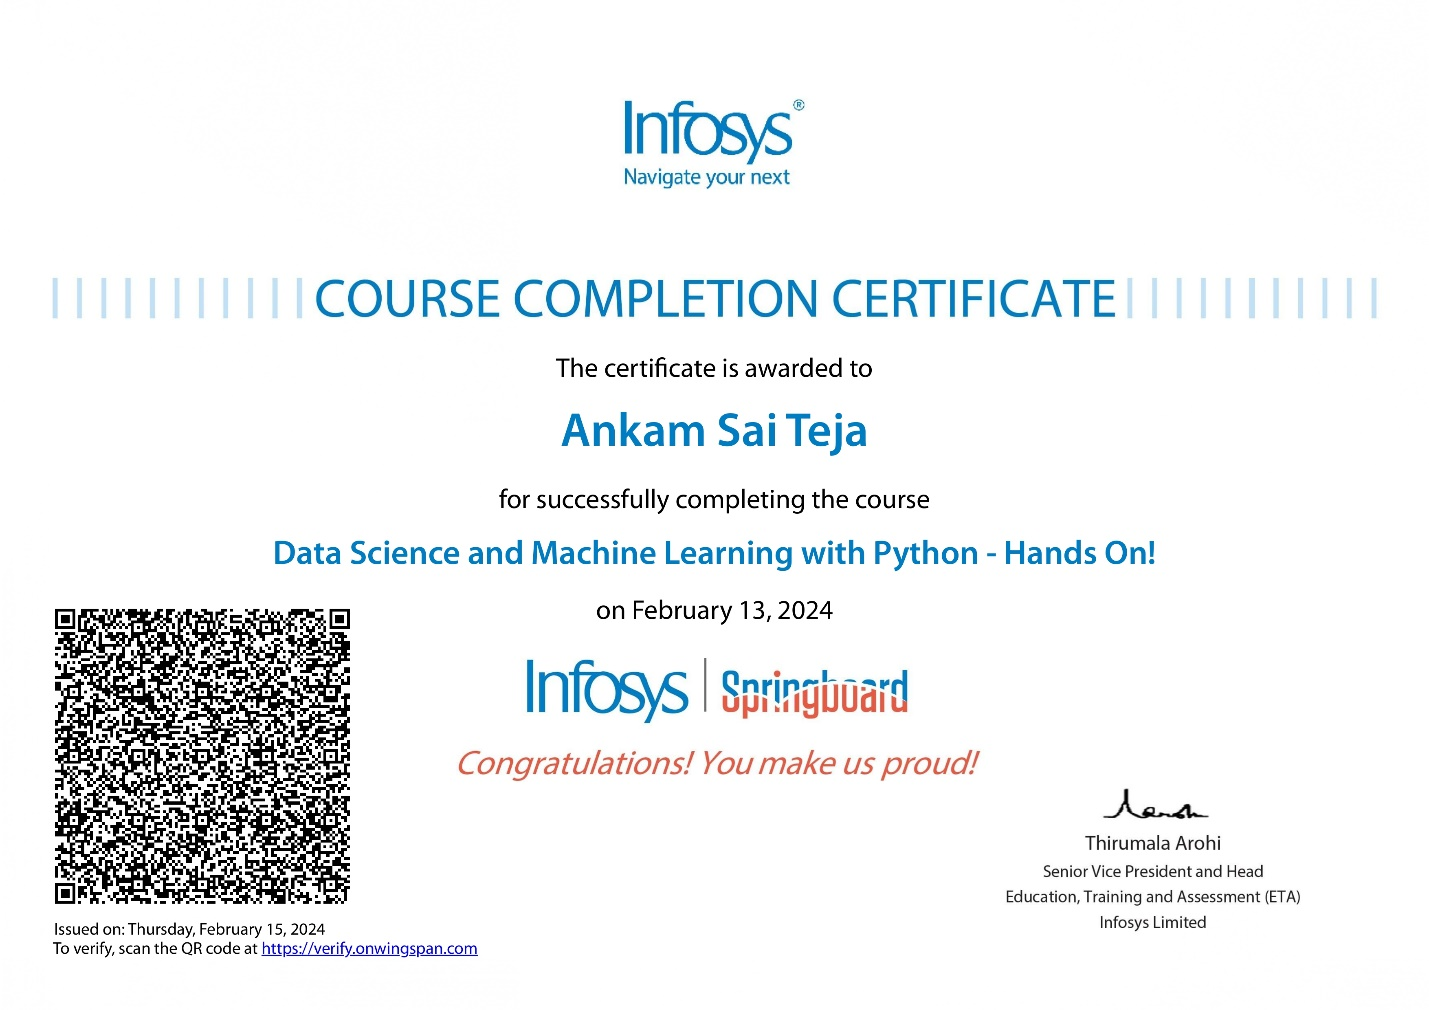 Infosys®
Navigate your next
COURSE COMPLETION CERTIFICATE
The certificate is awarded to
Ankam Sai Teja
for successfully completing the course
Data Science and Machine Learning with Python - Hands On!
on February 13, 2024
Infosys | Springboard
Congratulations! You make us proud!
Thirumala Arohi
Senior Vice President and Head
Education, Training and Assessment (ETA)
Infosys Limited
Issued on: Thursday, February 15, 2024
To verify, scan the QR code at https://verify.onwingspan.com